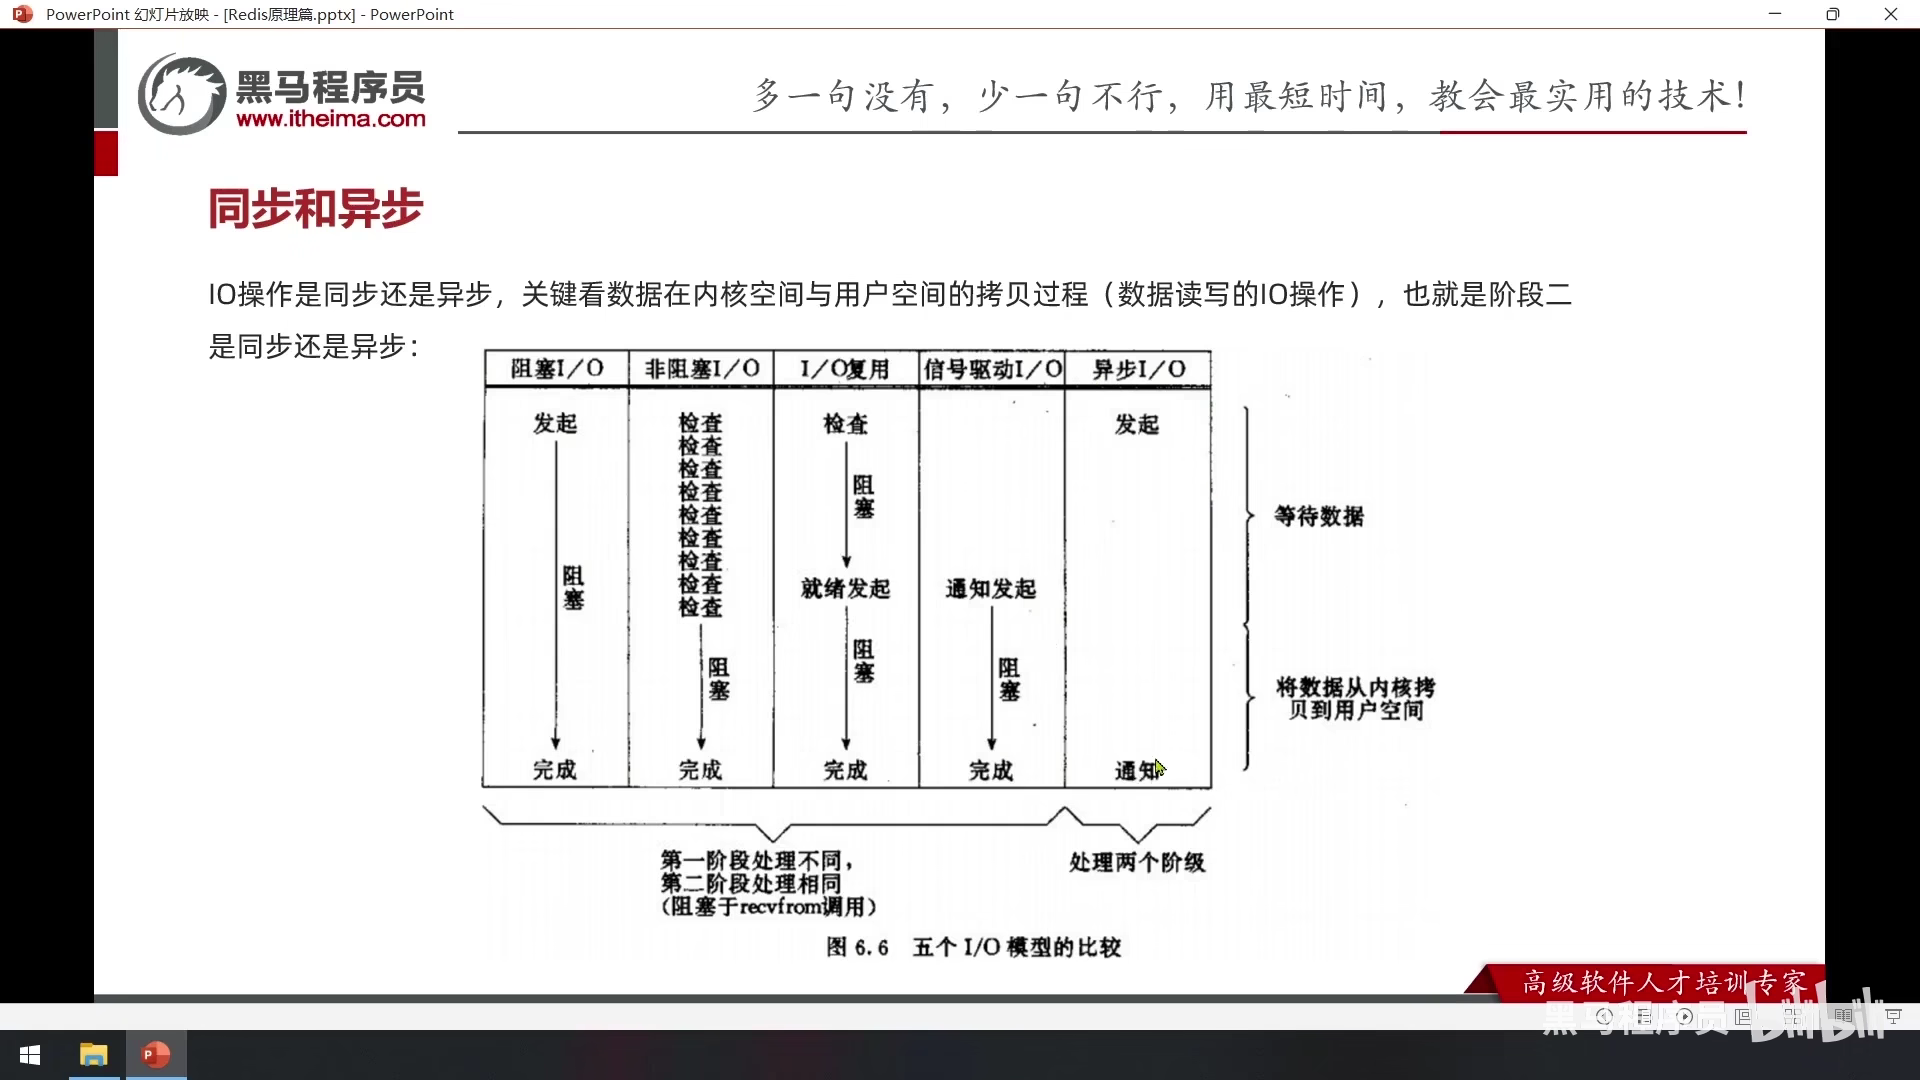 PowerPoint 幻灯片放映 - [Redis原理篇.pptx] - PowerPoint
黑马程序员
www.itheima.com
多一句没有，少一句不行，用最短时间，教会最实用的技术！
同步和异步
IO操作是同步还是异步，关键看数据在内核空间与用户空间的拷贝过程（数据读写的IO操作），也就是阶段二
是同步还是异步：
阻塞I/O 非阻塞I/O I/O复用 信号驱动I/O 异步I/O
发起 检查 检查 发起
检查
检查
检查
检查
检查
检查
检查
检查
阻塞
等待数据
阻塞
就绪发起 通知发起
阻塞
阻塞
阻塞
将数据从内核拷
贝到用户空间
完成 完成 完成 完成 通知
第一阶段处理不同，
第二阶段处理相同
（阻塞于recvfrom调用）
处理两个阶级
图 6.6 五个 I/O 模型的比较
高级软件人才培训专家
黑马程序员 bilibili